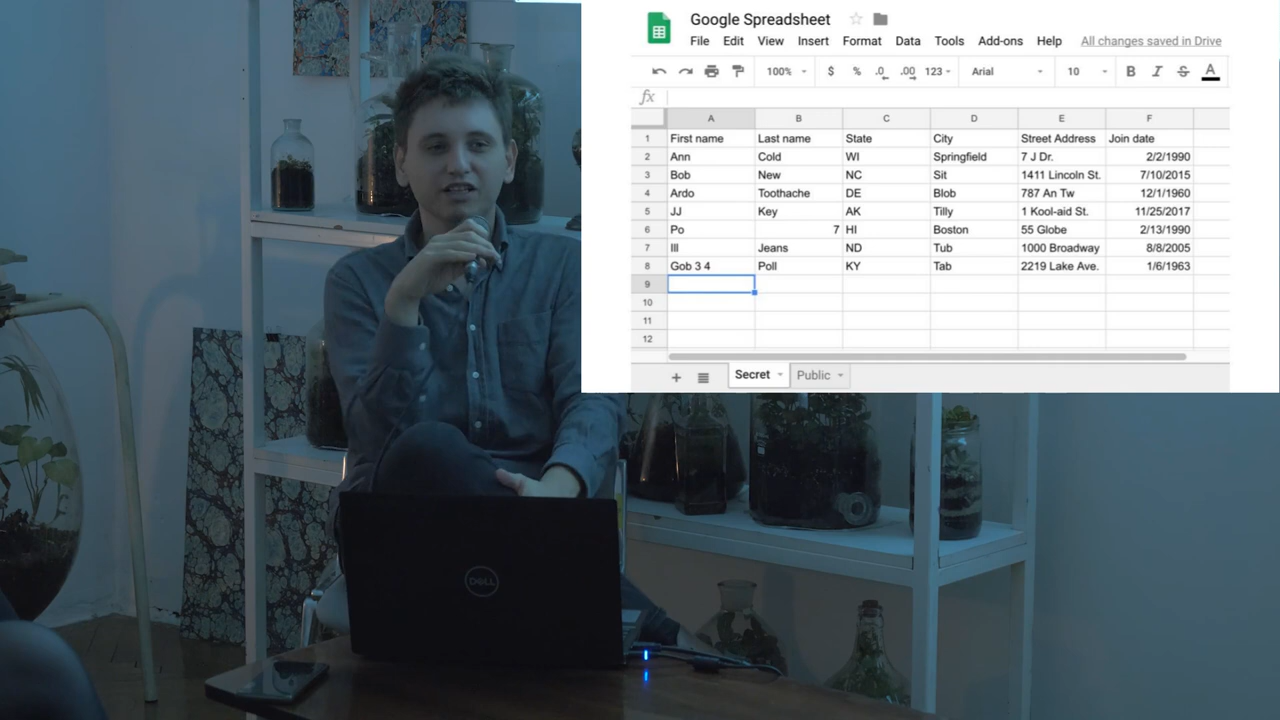 Google Spreadsheet
File Edit View Insert Format Data Tools Add-ons Help All changes saved in Drive
100% $ % .0 .00 123 Arial 10 B I S A
fx
A B C D E F
1 First name Last name State City Street Address Join date
2 Ann Cold WI Springfield 7 J Dr. 2/2/1990
3 Bob New NC Sit 1411 Lincoln St. 7/10/2015
4 Ardo Toothache DE Blob 787 An Tw 12/1/1960
5 JJ Key AK Tilly 1 Kool-aid St. 11/25/2017
6 Po 7 HI Boston 55 Globe 2/13/1990
7 Ill Jeans ND Tub 1000 Broadway 8/8/2005
8 Gob 3 4 Poll KY Tab 2219 Lake Ave. 1/6/1963
9
10
11
12
+ Secret Public
DELL